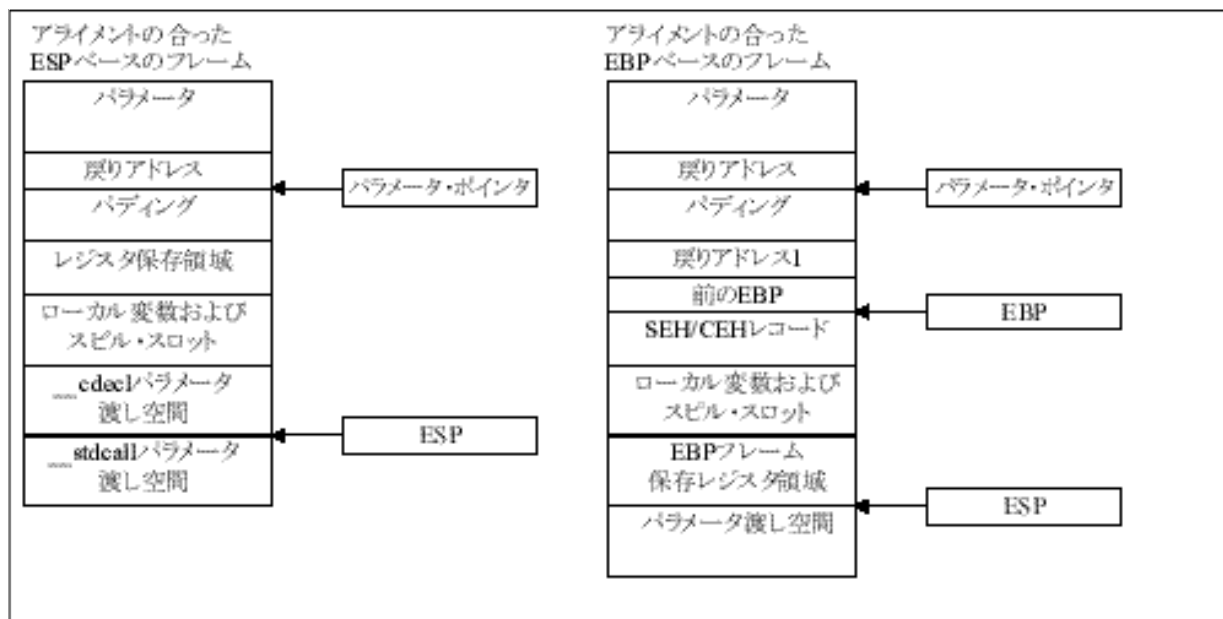 アライメントの合った
ESPベースのフレーム
パラメータ
戻りアドレス
パディング
レジスタ保存領域
ローカル変数および
スピル・スロット
__cdeclパラメータ
渡し空間
__stdcallパラメータ
渡し空間
パラメータ・ポインタ
ESP
アライメントの合った
EBPベースのフレーム
パラメータ
戻りアドレス
パディング
戻りアドレス1
前のEBP
SEH/CEHレコード
ローカル変数および
スピル・スロット
EBPフレーム
保存レジスタ領域
パラメータ渡し空間
パラメータ・ポインタ
EBP
ESP